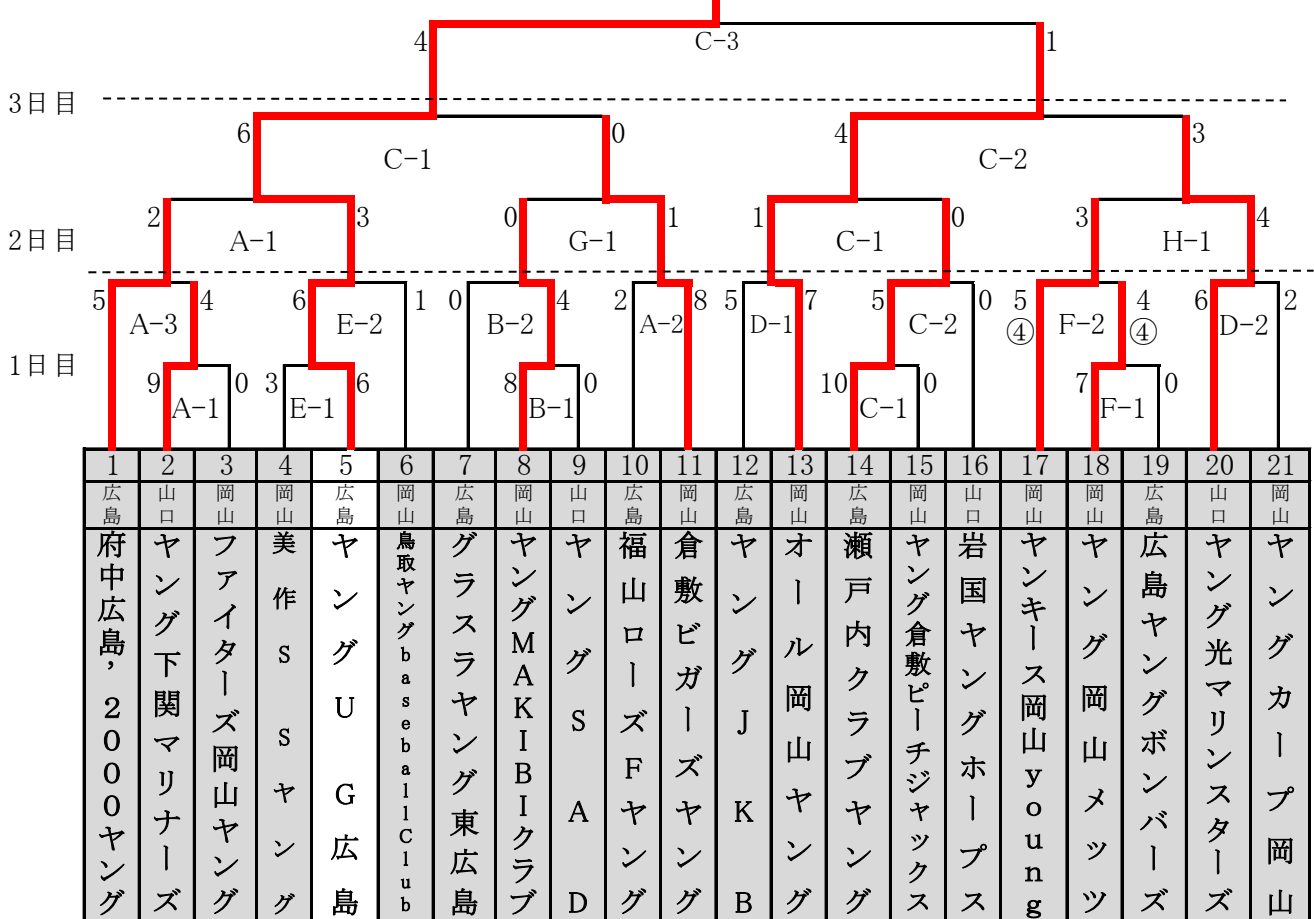 4 C-3 1
3日目
6 C-1 0 4 C-2 3
2 A-1 3 0 G-1 1 1 C-1 0 3 H-1 4
2日目
5 A-3 4 6 E-2 1 0 B-2 4 2 A-2 8 5 D-1 7 5 C-2 0 5 ④ F-2 4 ④ 6 D-2 2
1日目
9 A-1 0 3 E-1 6 8 B-1 0 10 C-1 0 7 F-1 0
1 広島 府中広島，2000ヤング
2 山口 ヤング下関マリナーズ
3 岡山 ファイターズ岡山ヤング
4 岡山 美作SSヤング
5 広島 ヤングUG広島
6 岡山 鳥取ヤングbaseballClub
7 広島 グラスラヤング東広島
8 岡山 ヤングMAKIBIクラブ
9 山口 ヤングSAD
10 広島 福山ローズFヤング
11 岡山 倉敷ビガーズヤング
12 広島 ヤングJKB
13 岡山 オール岡山ヤング
14 広島 瀬戸内クラブヤング
15 岡山 ヤング倉敷ピーチジャックス
16 山口 岩国ヤングホープス
17 岡山 ヤンキース岡山young
18 岡山 ヤング岡山メッツ
19 広島 広島ヤングボンバーズ
20 山口 ヤング光マリンスターズ
21 岡山 ヤングカープ岡山